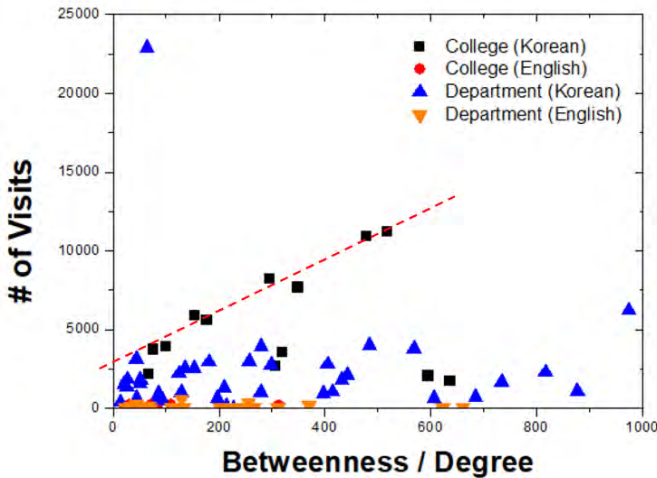 25000
20000
15000
10000
5000
0
# of Visits
College (Korean)
College (English)
Department (Korean)
Department (English)
0 200 400 600 800 1000
Betweenness / Degree